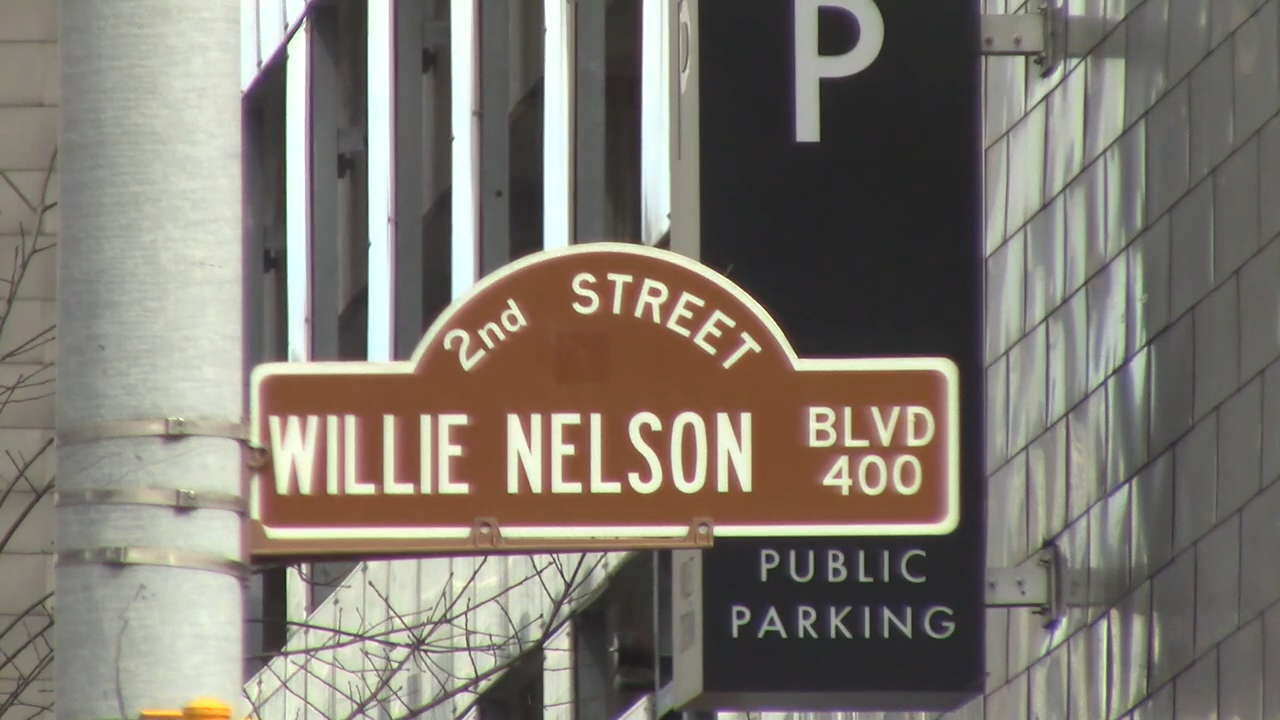 P
2nd STREET
WILLIE NELSON BLVD
400
PUBLIC
PARKING